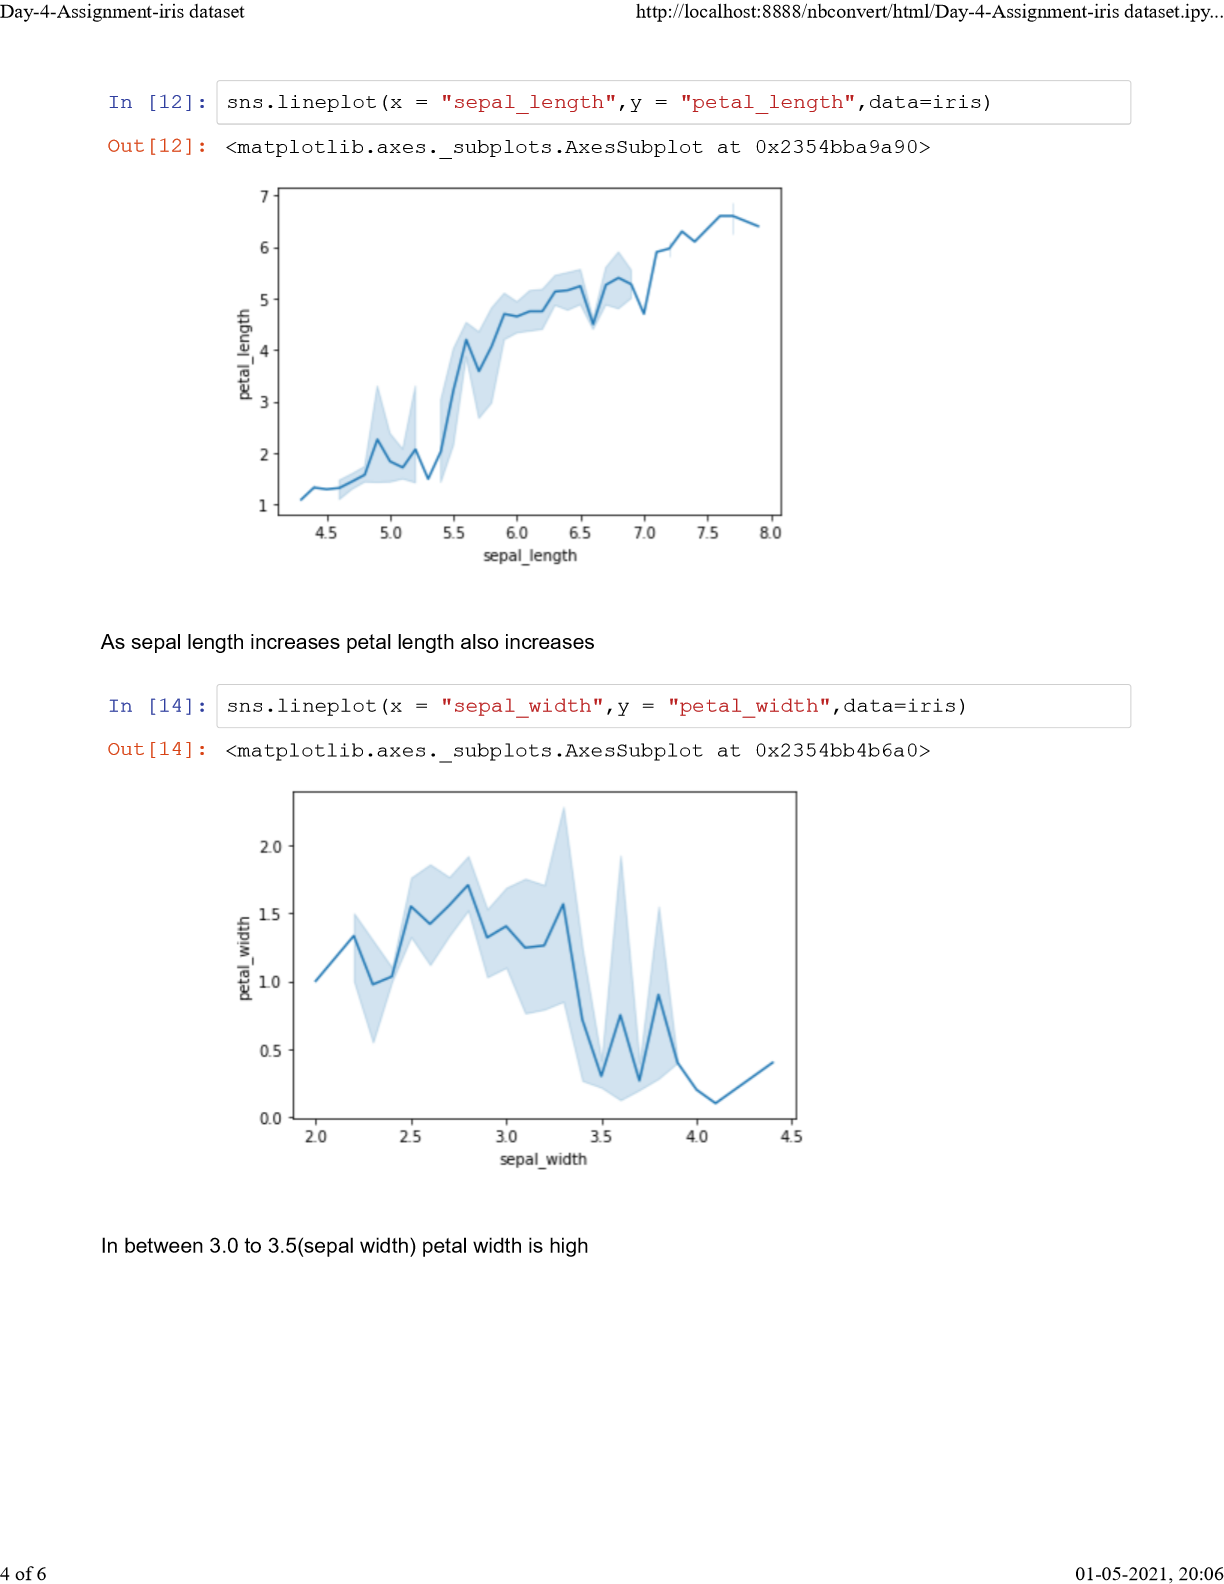 Day-4-Assignment-iris dataset http://localhost:8888/nbconvert/html/Day-4-Assignment-iris dataset.ipy...
In [12]: sns.lineplot(x = "sepal_length",y = "petal_length",data=iris)
Out[12]: <matplotlib.axes._subplots.AxesSubplot at 0x2354bba9a90>
7
6
5
4
3
2
1
petal_length
4.5 5.0 5.5 6.0 6.5 7.0 7.5 8.0
sepal_length
As sepal length increases petal length also increases
In [14]: sns.lineplot(x = "sepal_width",y = "petal_width",data=iris)
Out[14]: <matplotlib.axes._subplots.AxesSubplot at 0x2354bb4b6a0>
2.0
1.5
1.0
0.5
0.0
petal_width
2.0 2.5 3.0 3.5 4.0 4.5
sepal_width
In between 3.0 to 3.5(sepal width) petal width is high
4 of 6 01-05-2021, 20:06